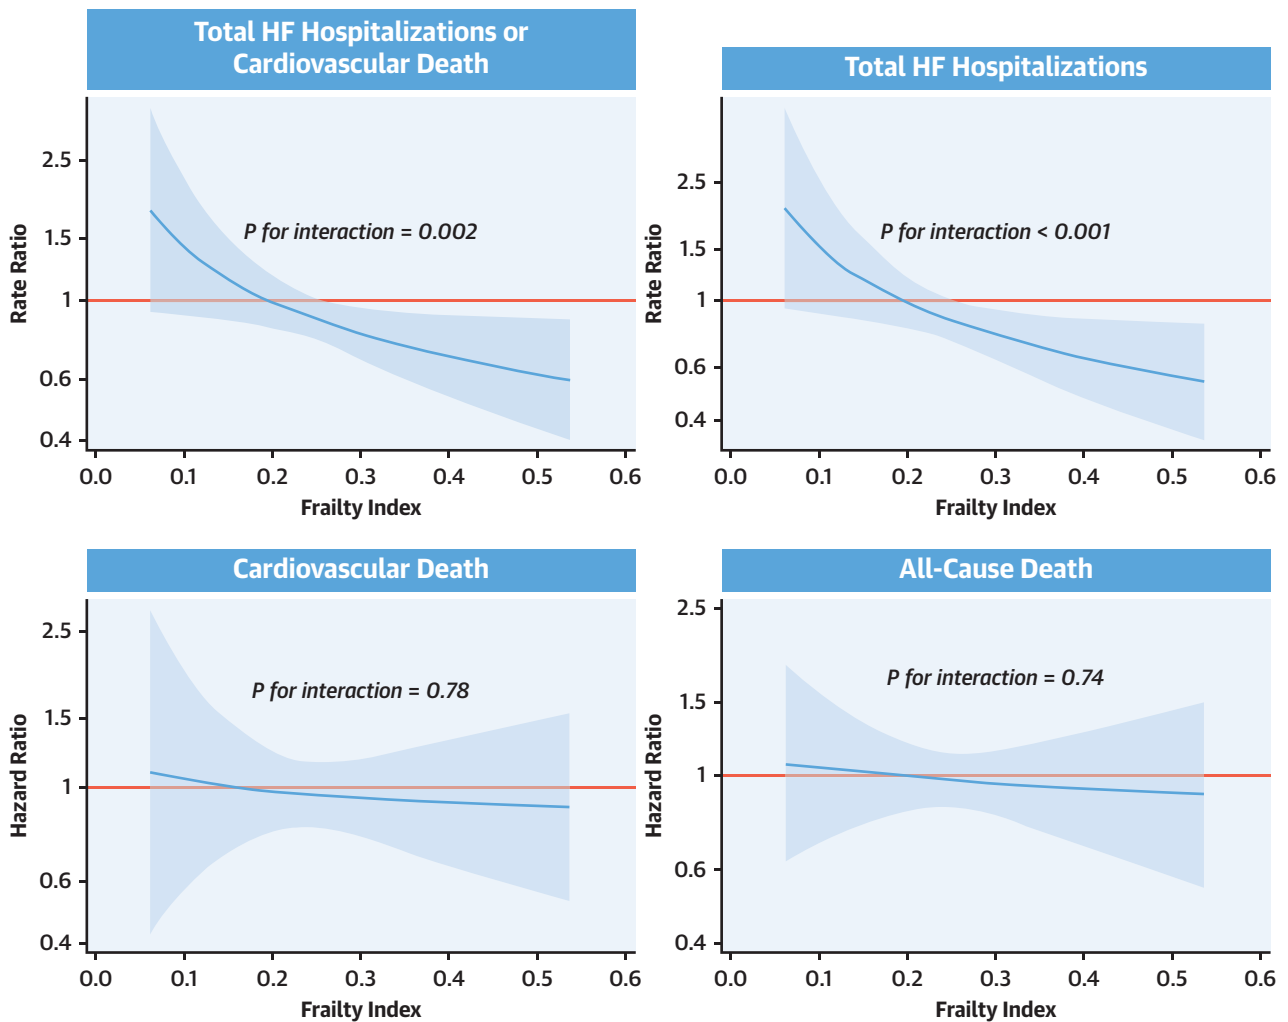 Total HF Hospitalizations or
Cardiovascular Death
Rate Ratio
2.5
1.5
1
0.6
0.4
P for interaction = 0.002
0.0 0.1 0.2 0.3 0.4 0.5 0.6
Frailty Index
Total HF Hospitalizations
Rate Ratio
2.5
1.5
1
0.6
0.4
P for interaction < 0.001
0.0 0.1 0.2 0.3 0.4 0.5 0.6
Frailty Index
Cardiovascular Death
Hazard Ratio
2.5
1.5
1
0.6
0.4
P for interaction = 0.78
0.0 0.1 0.2 0.3 0.4 0.5 0.6
Frailty Index
All-Cause Death
Hazard Ratio
2.5
1.5
1
0.6
0.4
P for interaction = 0.74
0.0 0.1 0.2 0.3 0.4 0.5 0.6
Frailty Index